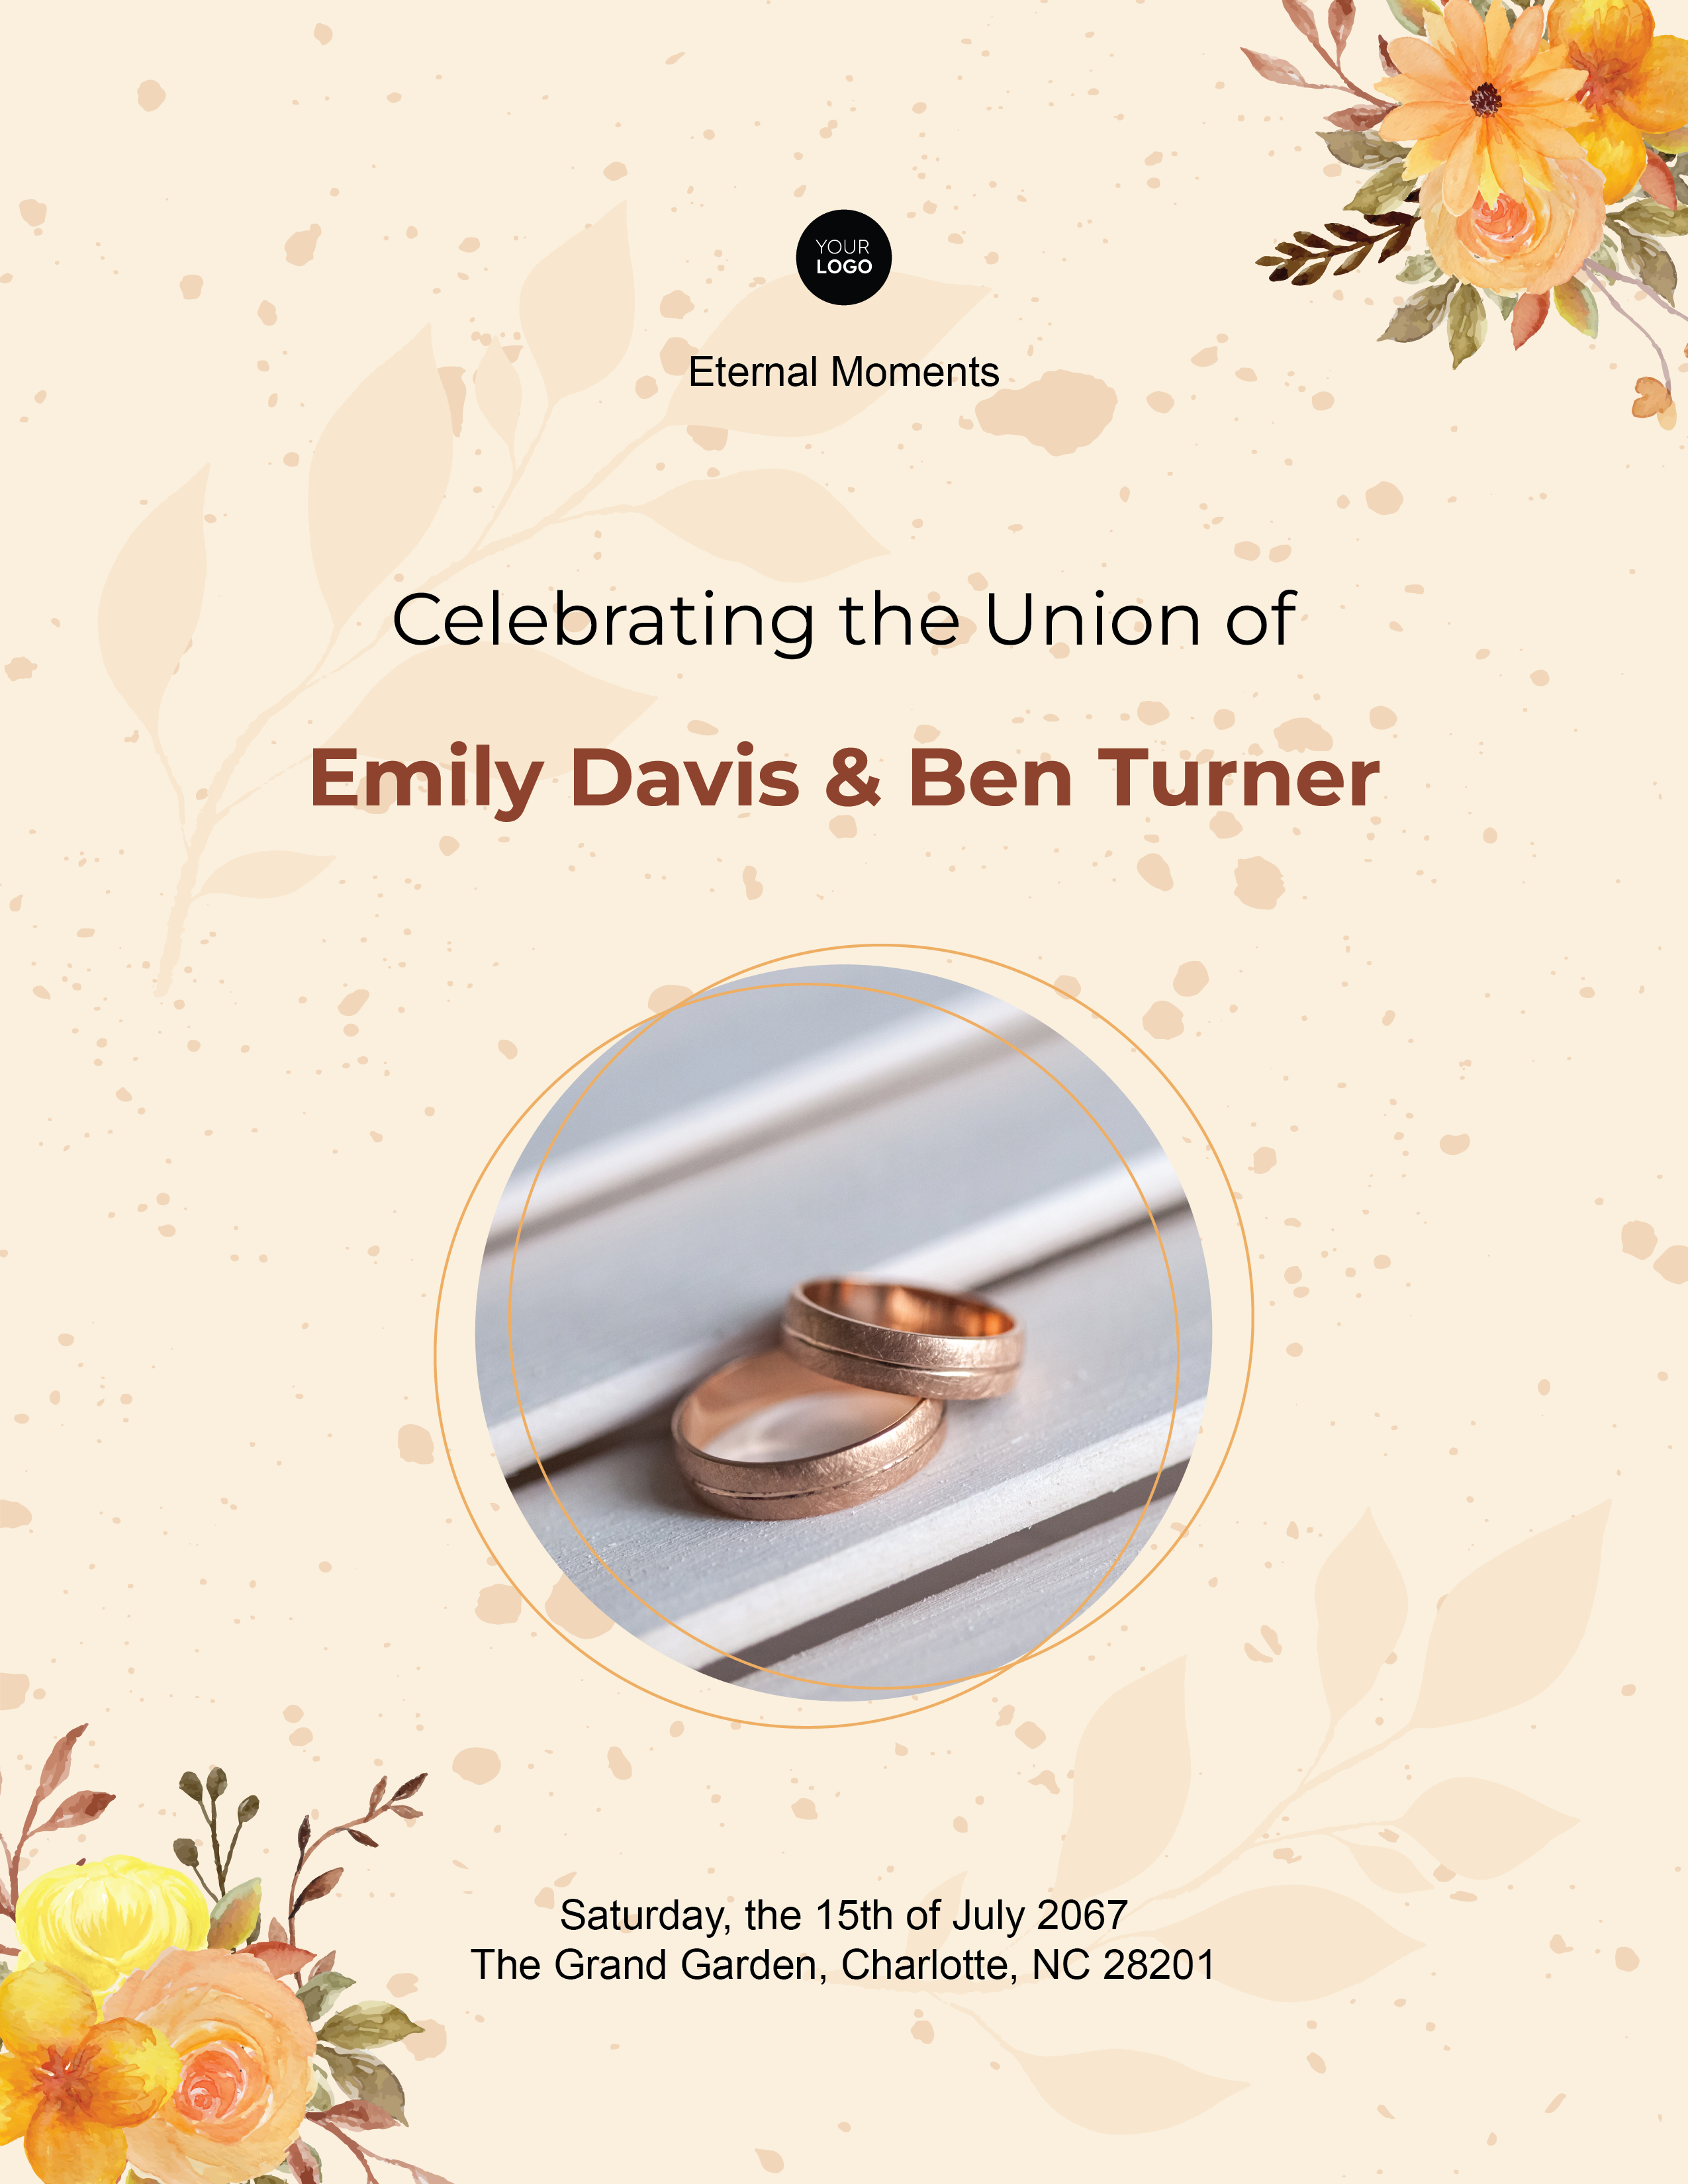 YOUR
LOGO
Eternal Moments
Celebrating the Union of
Emily Davis & Ben Turner
Saturday, the 15th of July 2067
The Grand Garden, Charlotte, NC 28201